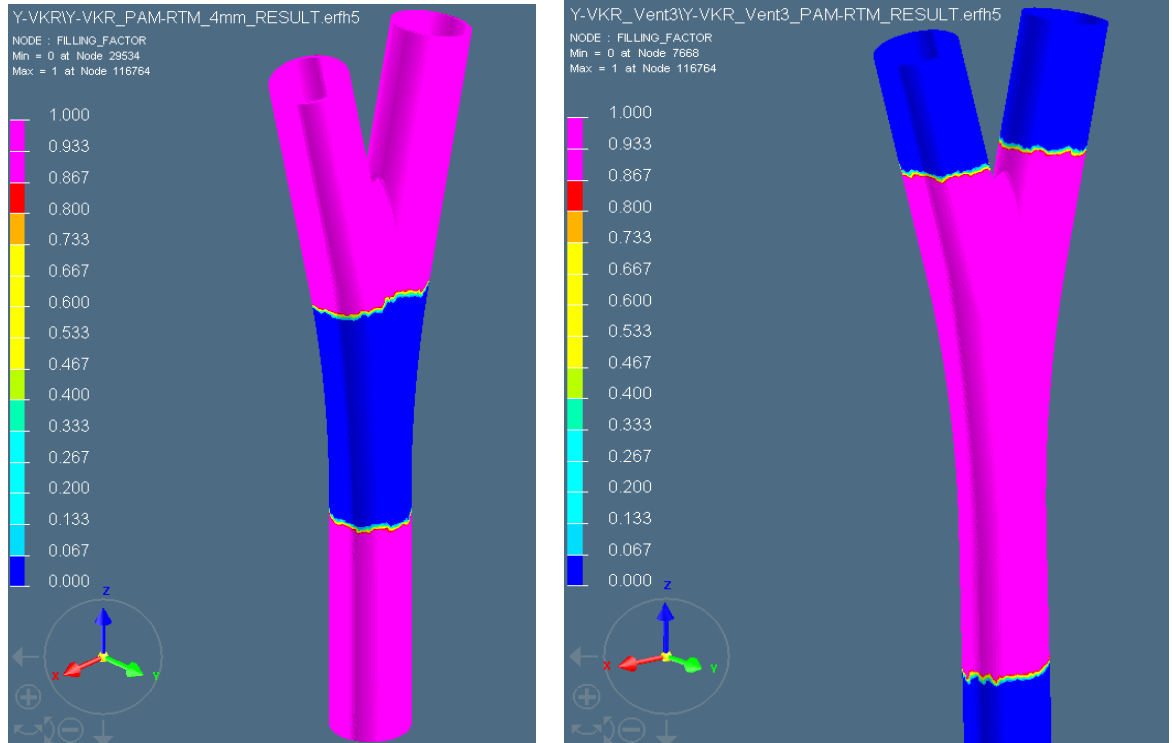 Y-VKR\Y-VKR_PAM-RTM_4mm_RESULT.erfh5
NODE : FILLING_FACTOR
Min = 0 at Node 29534
Max = 1 at Node 116764
1.000
0.933
0.867
0.800
0.733
0.667
0.600
0.533
0.467
0.400
0.333
0.267
0.200
0.133
0.067
0.000
Z
X
Y
Y-VKR_Vent3\Y-VKR_Vent3_PAM-RTM_RESULT.erfh5
NODE : FILLING_FACTOR
Min = 0 at Node 7668
Max = 1 at Node 116764
1.000
0.933
0.867
0.800
0.733
0.667
0.600
0.533
0.467
0.400
0.333
0.267
0.200
0.133
0.067
0.000
Z
X
Y